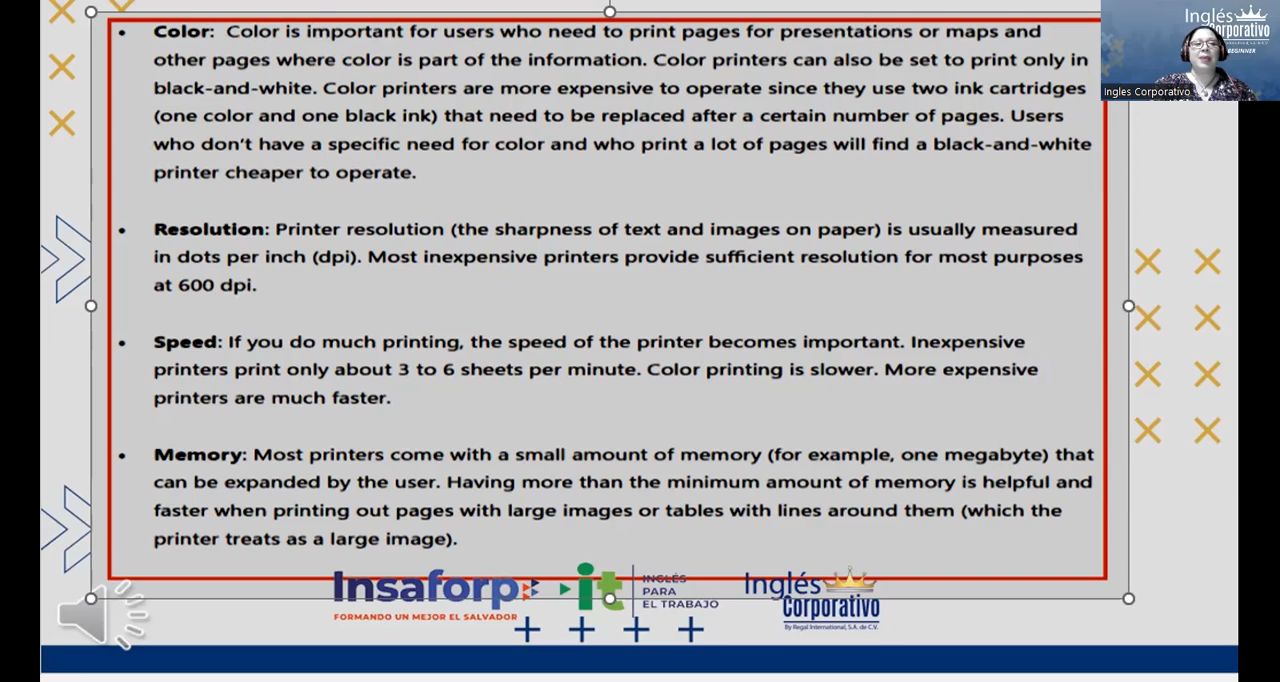 • Color: Color is important for users who need to print pages for presentations or maps and
other pages where color is part of the information. Color printers can also be set to print only in
black-and-white. Color printers are more expensive to operate since they use two ink cartridges
(one color and one black ink) that need to be replaced after a certain number of pages. Users
who don't have a specific need for color and who print a lot of pages will find a black-and-white
printer cheaper to operate.
• Resolution: Printer resolution (the sharpness of text and images on paper) is usually measured
in dots per inch (dpi). Most inexpensive printers provide sufficient resolution for most purposes
at 600 dpi.
• Speed: If you do much printing, the speed of the printer becomes important. Inexpensive
printers print only about 3 to 6 sheets per minute. Color printing is slower. More expensive
printers are much faster.
• Memory: Most printers come with a small amount of memory (for example, one megabyte) that
can be expanded by the user. Having more than the minimum amount of memory is helpful and
faster when printing out pages with large images or tables with lines around them (which the
printer treats as a large image).
Inglés
Corporativo
BEGINNER
Ingles Corporativo
Insaforp
FORMANDO UN MEJOR EL SALVADOR
it
INGLÉS
PARA
EL TRABAJO
Inglés
Corporativo
By Regal International, S.A. de C.V.